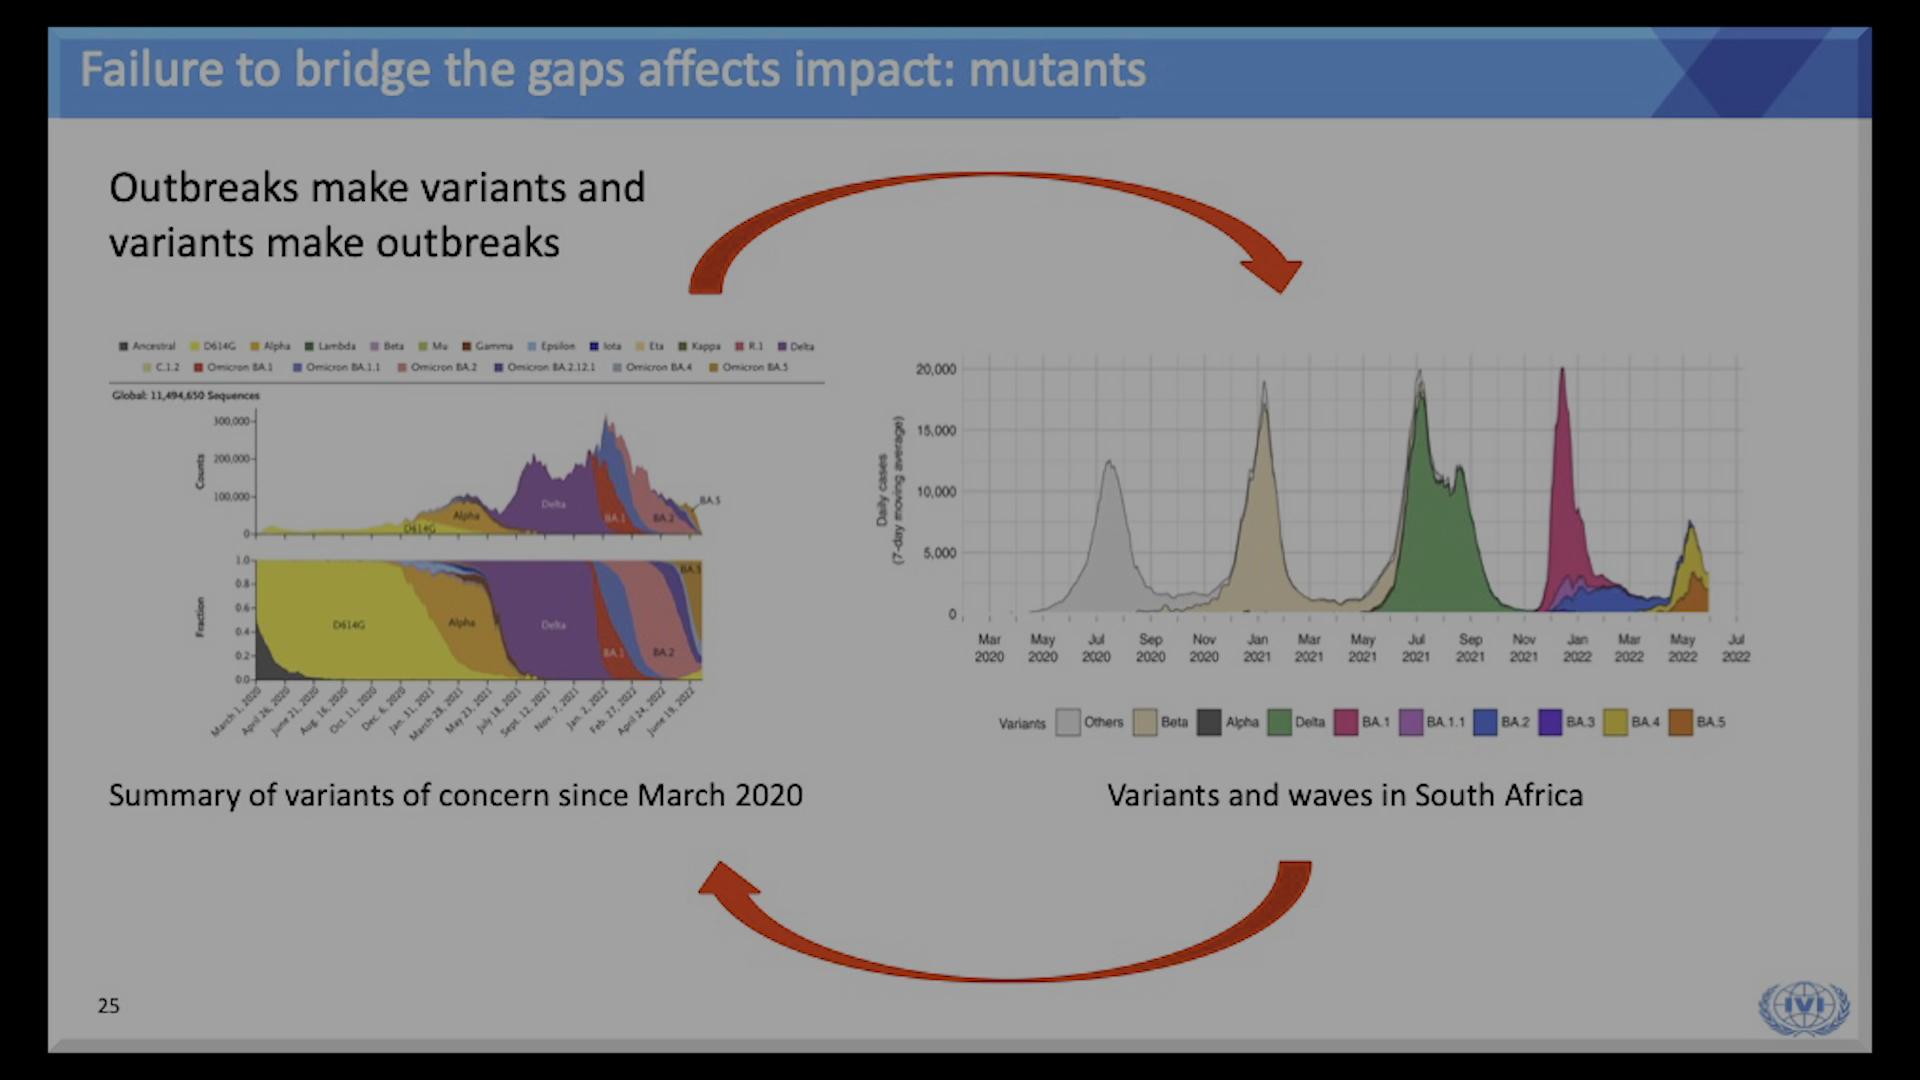 Failure to bridge the gaps affects impact: mutants
Outbreaks make variants and
variants make outbreaks
Ancestral D614G Alpha Lambda Beta Mu Gamma Epsilon Iota Eta Kappa R.1 Delta
C.1.2 Omicron BA.1 Omicron BA.1.1 Omicron BA.2 Omicron BA.2.12.1 Omicron BA.4 Omicron BA.5
Global: 11,494,650 Sequences
Counts
300,000
200,000
100,000
0
D614G
Alpha
Delta
BA.1
BA.2
BA.5
Fraction
1.0
0.8
0.6
0.4
0.2
0.0
D614G
Alpha
Delta
BA.1
BA.2
BA.5
March 1, 2020
April 26, 2020
June 21, 2020
Aug. 16, 2020
Oct. 11, 2020
Dec. 6, 2020
Jan. 31, 2021
March 28, 2021
May 23, 2021
July 18, 2021
Sept. 12, 2021
Nov. 7, 2021
Jan. 2, 2022
Feb. 27, 2022
April 24, 2022
June 19, 2022
Summary of variants of concern since March 2020
Daily cases
(7-day moving average)
20,000
15,000
10,000
5,000
0
Mar May Jul Sep Nov Jan Mar May Jul Sep Nov Jan Mar May Jul
2020 2020 2020 2020 2020 2021 2021 2021 2021 2021 2021 2022 2022 2022 2022
Variants Others Beta Alpha Delta BA.1 BA.1.1 BA.2 BA.3 BA.4 BA.5
Variants and waves in South Africa
25
IVI